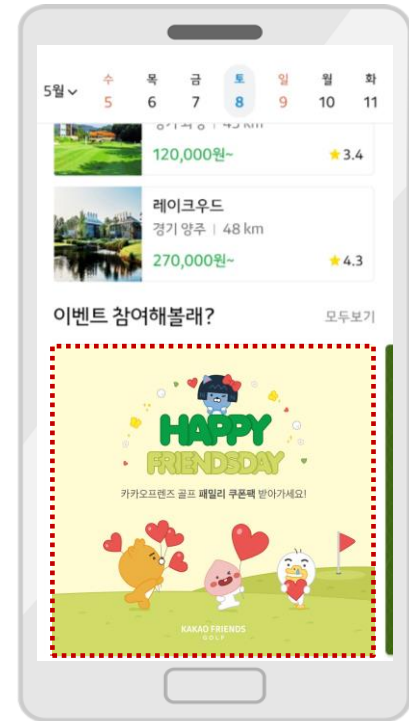 5월
수 목 금 토 일 월 화
5 6 7 8 9 10 11
120,000원~ 3.4
레이크우드
경기 양주 | 48 km
270,000원~ 4.3
이벤트 참여해볼래? 모두보기
HAPPY
FRIENDSDAY
카카오프렌즈 골프 패밀리 쿠폰팩 받아가세요!
KAKAO FRIENDS
GOLF